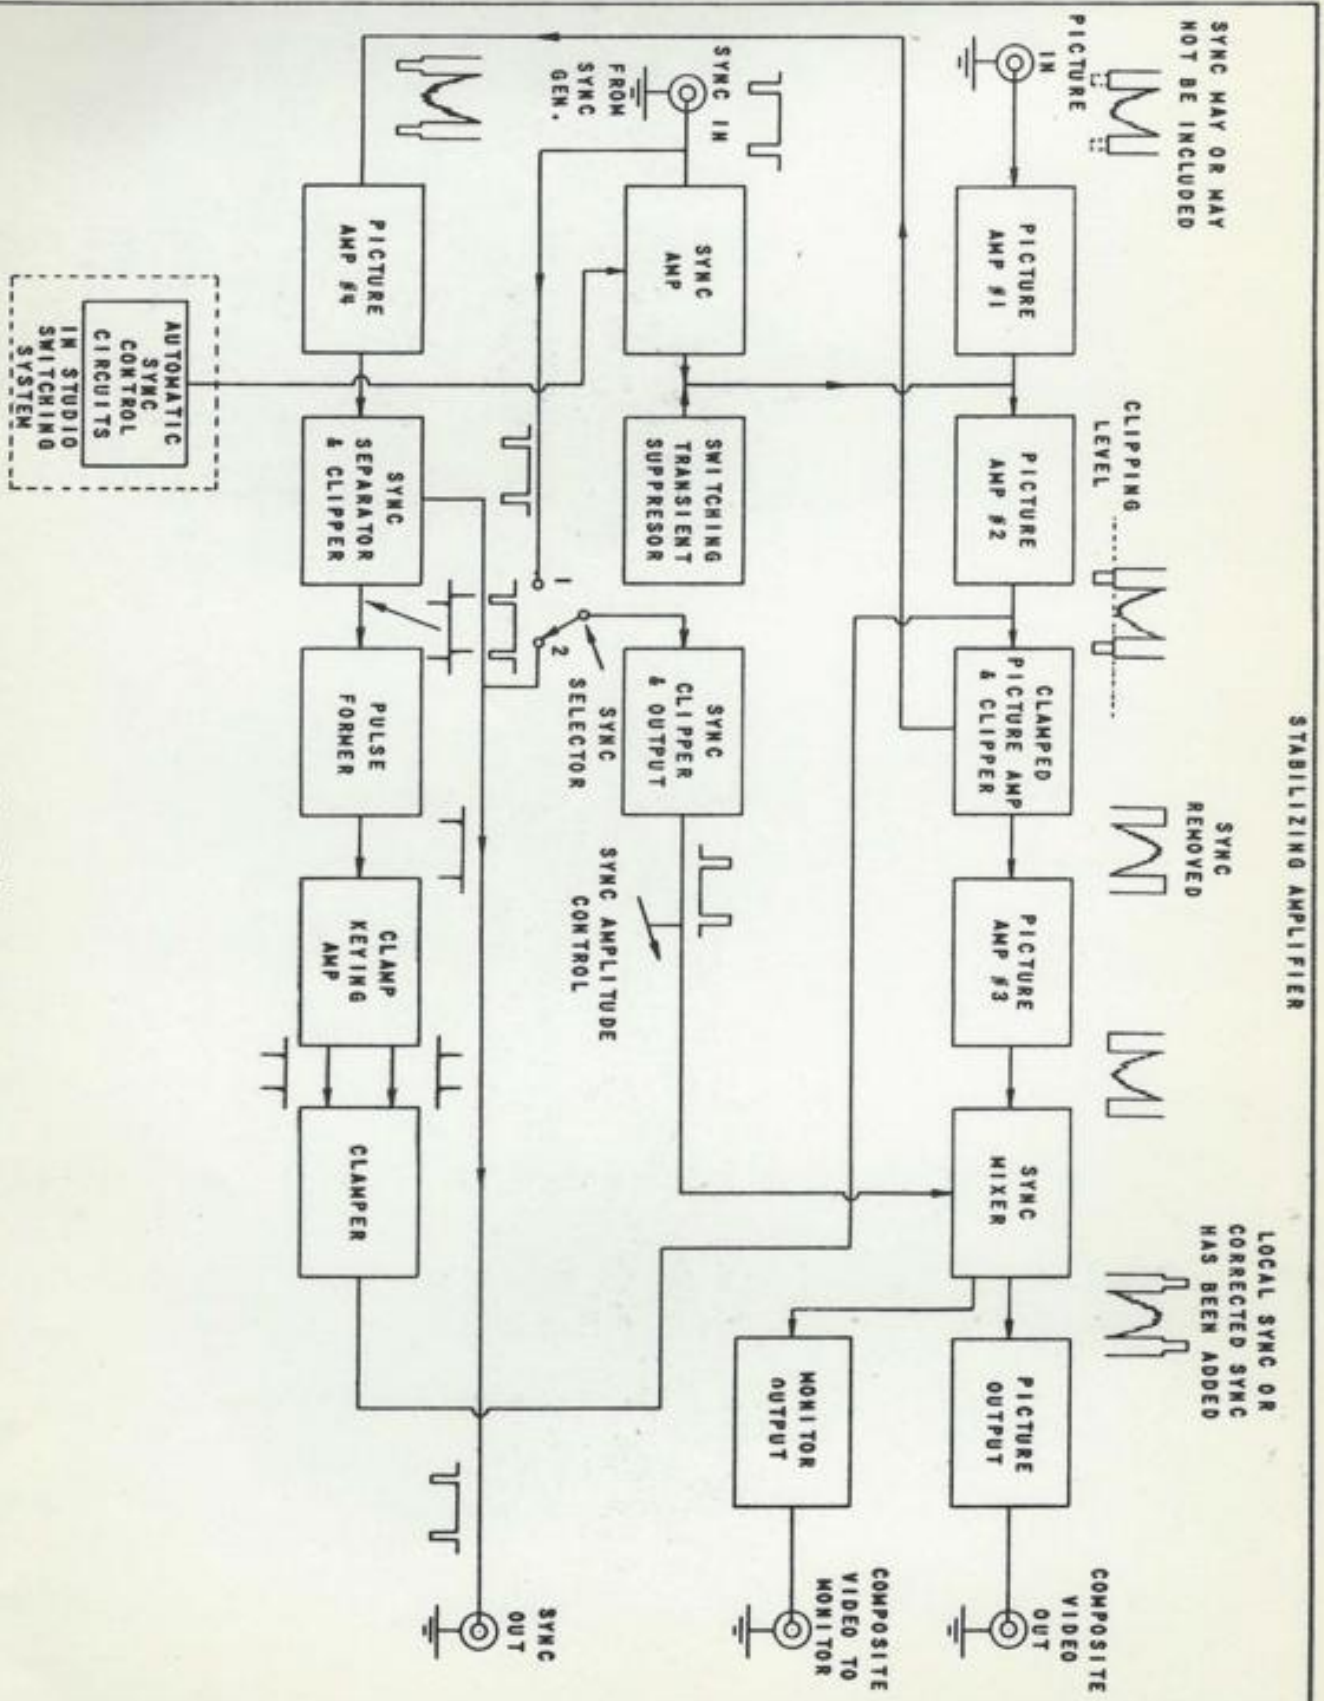 STABILIZING AMPLIFIER
SYNC MAY OR MAY
NOT BE INCLUDED
PICTURE
IN
PICTURE
AMP #1
CLIPPING
LEVEL
PICTURE
AMP #2
CLAMPED
PICTURE AMP
& CLIPPER
SYNC
REMOVED
PICTURE
AMP #3
SYNC
MIXER
LOCAL SYNC OR
CORRECTED SYNC
HAS BEEN ADDED
PICTURE
OUTPUT
COMPOSITE
VIDEO
OUT
MONITOR
OUTPUT
COMPOSITE
VIDEO TO
MONITOR
SYNC IN
FROM
SYNC
GEN.
SYNC
AMP
SWITCHING
TRANSIENT
SUPPRESOR
1
2
SYNC
SELECTOR
SYNC
CLIPPER
& OUTPUT
SYNC AMPLITUDE
CONTROL
SYNC
OUT
PICTURE
AMP #4
SYNC
SEPARATOR
& CLIPPER
PULSE
FORMER
CLAMP
KEYING
AMP
CLAMPER
AUTOMATIC
SYNC
CONTROL
CIRCUITS
IN STUDIO
SWITCHING
SYSTEM